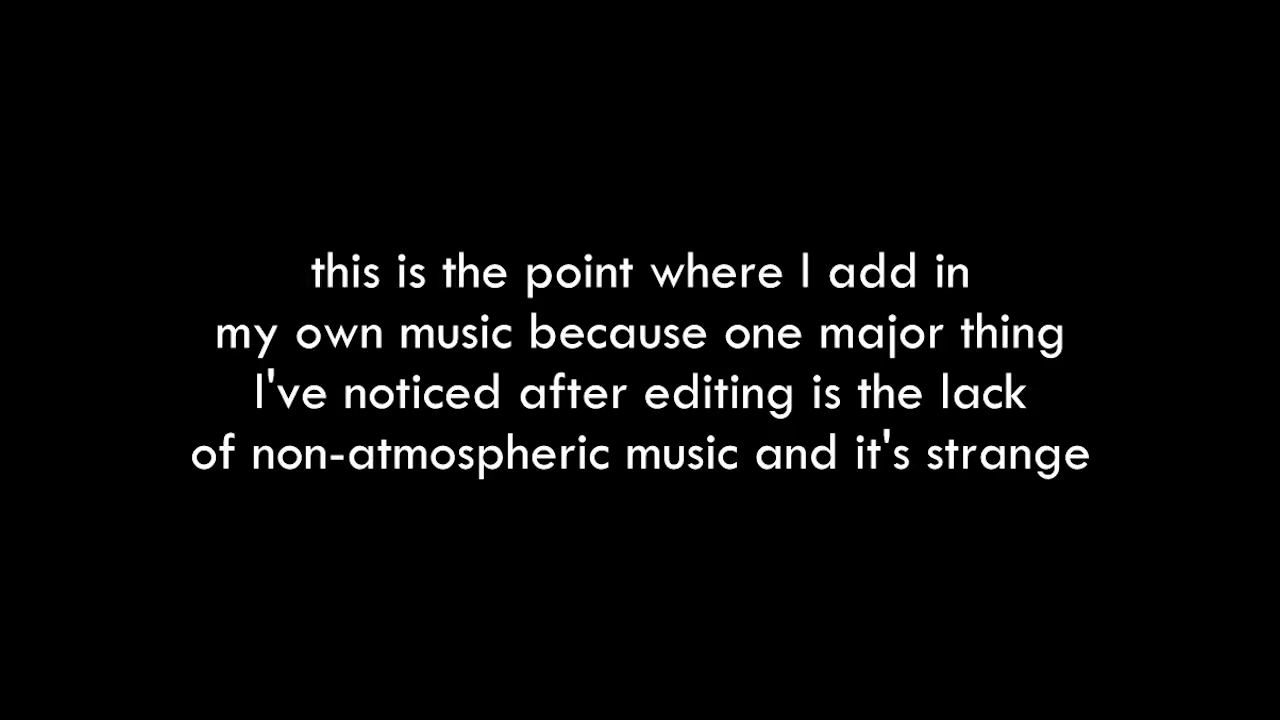 this is the point where I add in
my own music because one major thing
I've noticed after editing is the lack
of non-atmospheric music and it's strange